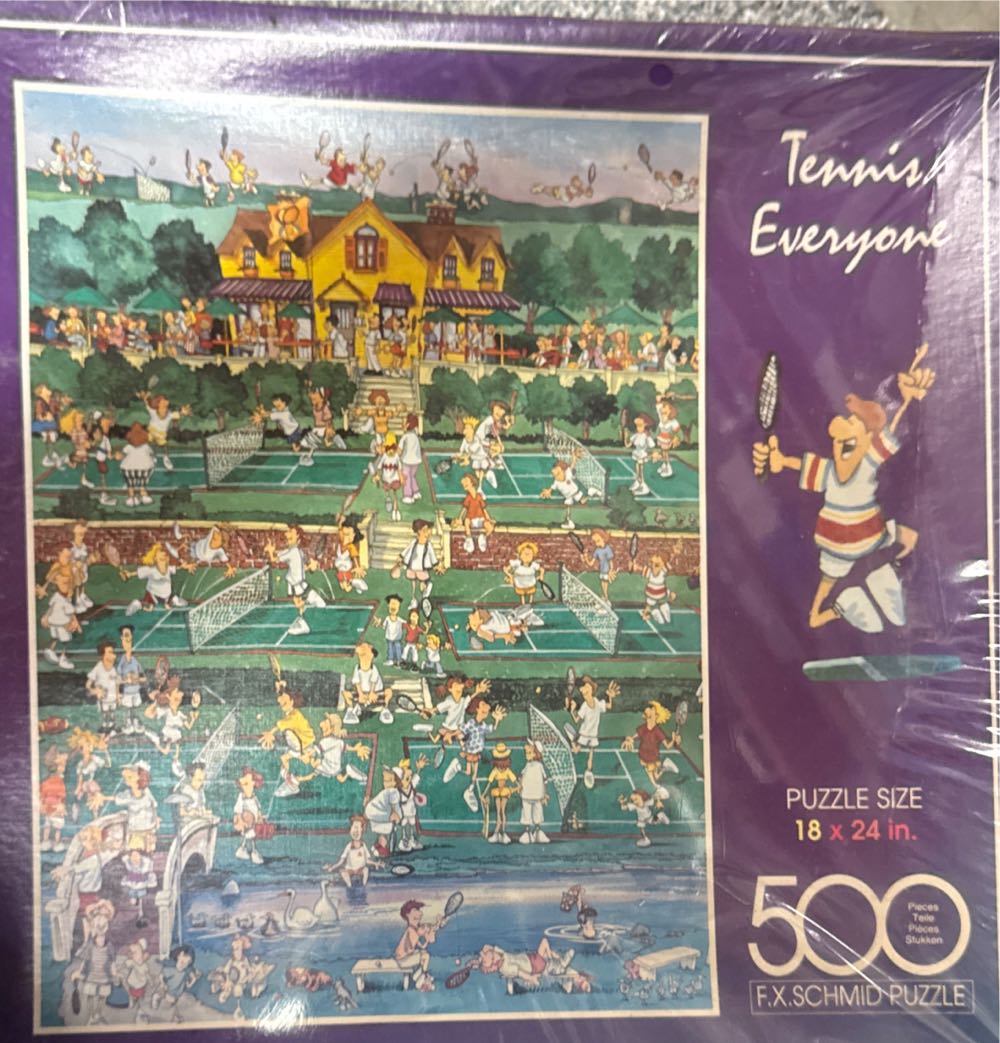 Tennis
Everyone
PUZZLE SIZE
18 x 24 in.
500
Pieces
Teile
Pièces
Stukken
F.X.SCHMID PUZZLE